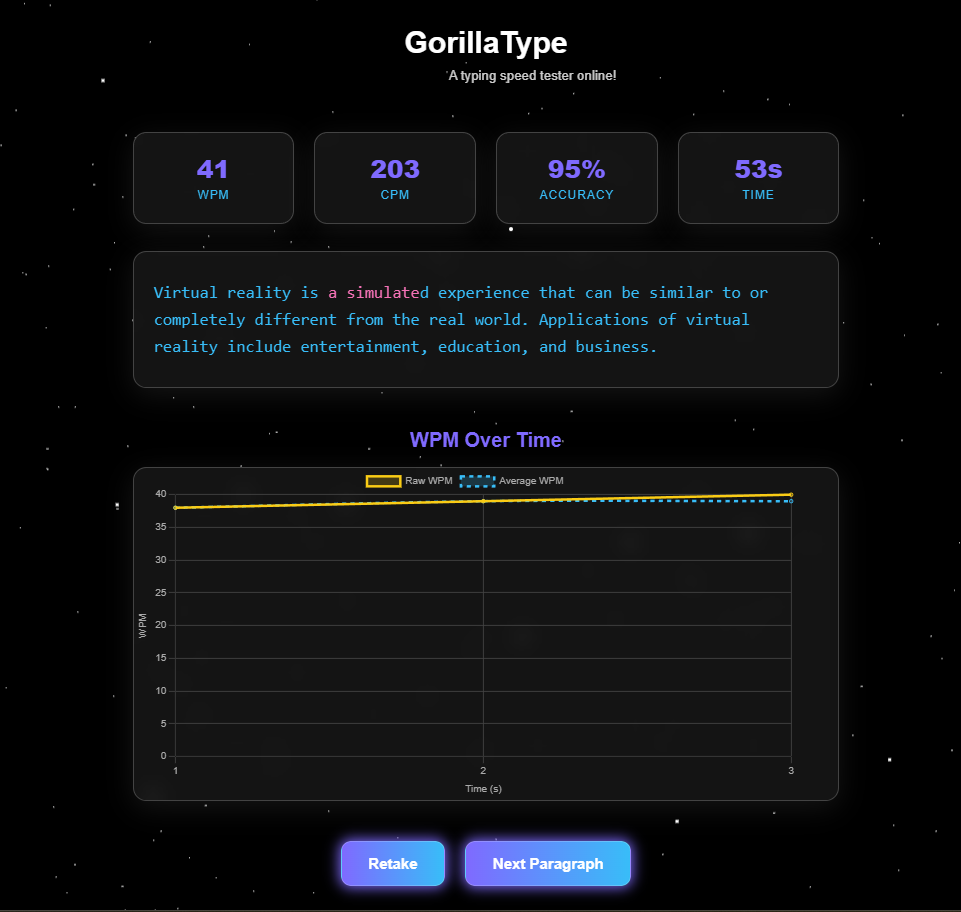 GorillaType
A typing speed tester online!
41
WPM
203
CPM
95%
ACCURACY
53s
TIME
Virtual reality is a simulated experience that can be similar to or
completely different from the real world. Applications of virtual
reality include entertainment, education, and business.
WPM Over Time
Raw WPM
Average WPM
40
35
30
25
20
15
10
5
0
WPM
1
2
3
Time (s)
Retake
Next Paragraph